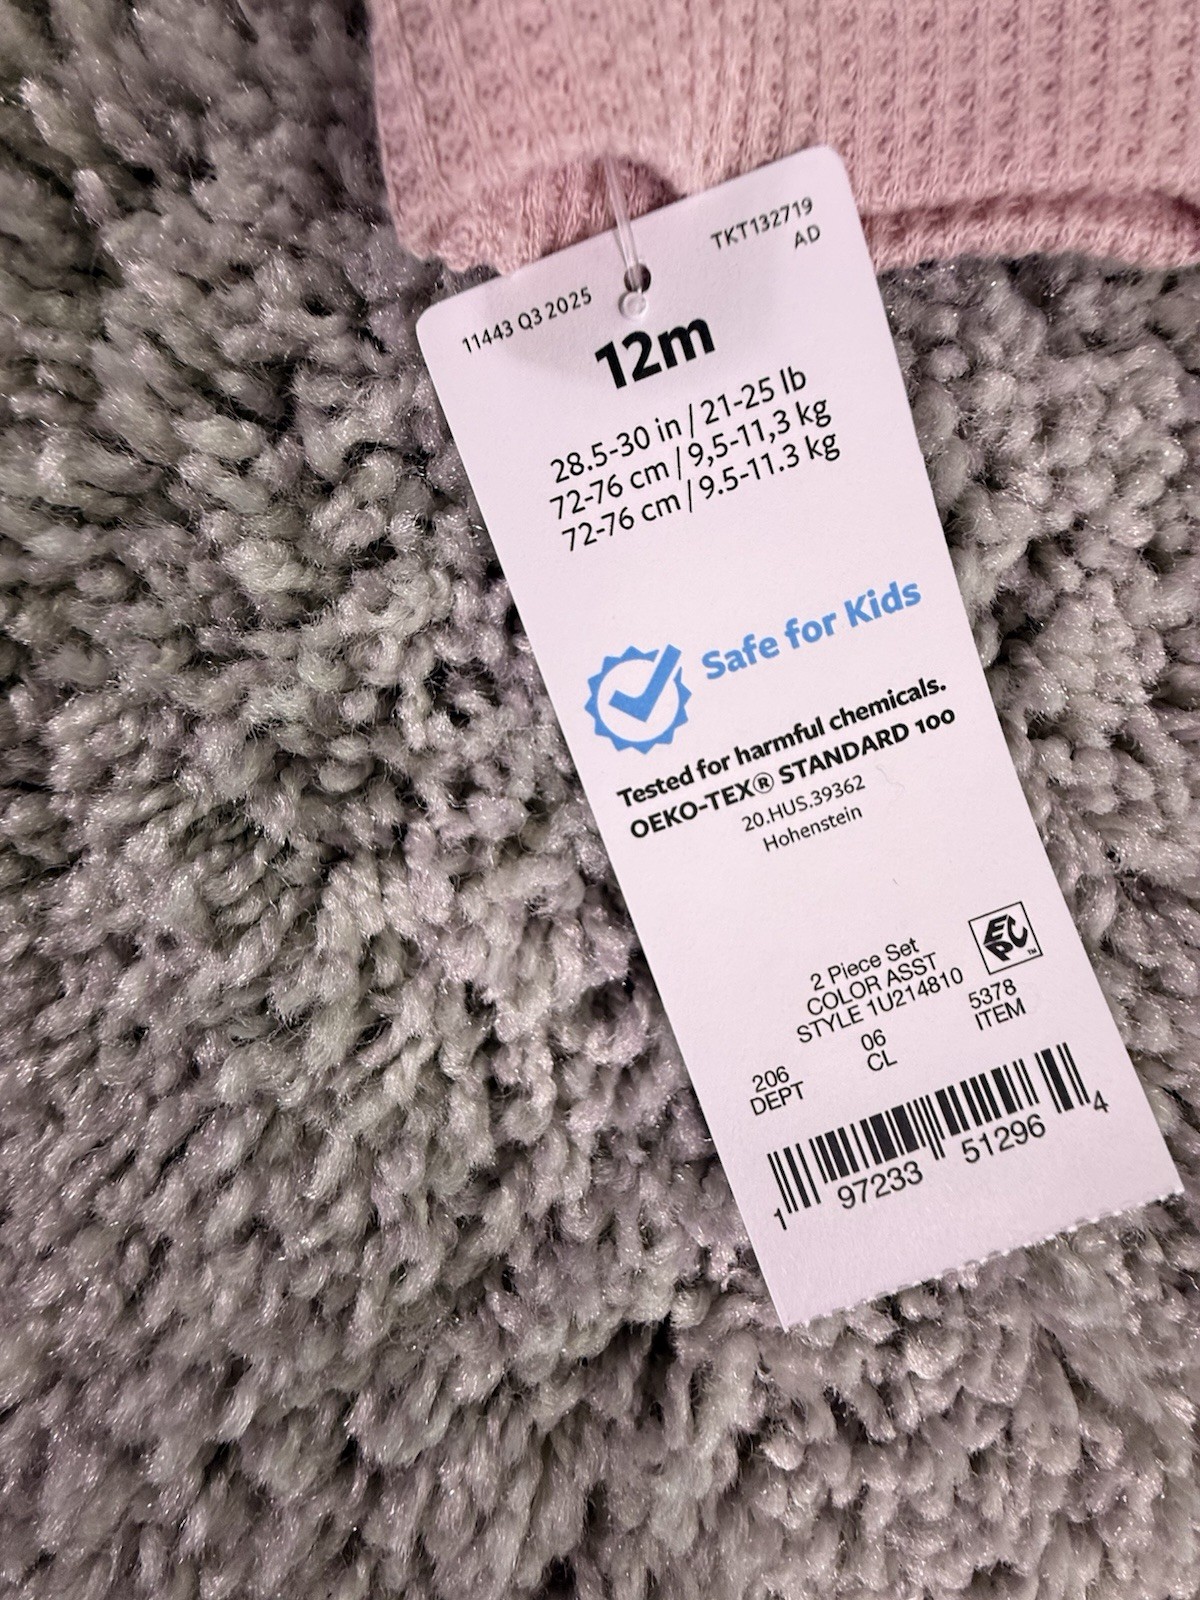 TKT132719
AD
11443 Q3 2025
12m
28.5-30 in / 21-25 lb
72-76 cm / 9,5-11,3 kg
72-76 cm / 9.5-11.3 kg
Safe for Kids
Tested for harmful chemicals.
OEKO-TEX® STANDARD 100
20.HUS.39362
Hohenstein
EPC™
2 Piece Set
COLOR ASST
STYLE 1U214810
206
DEPT
06
CL
5378
ITEM
1 97233 51296 4